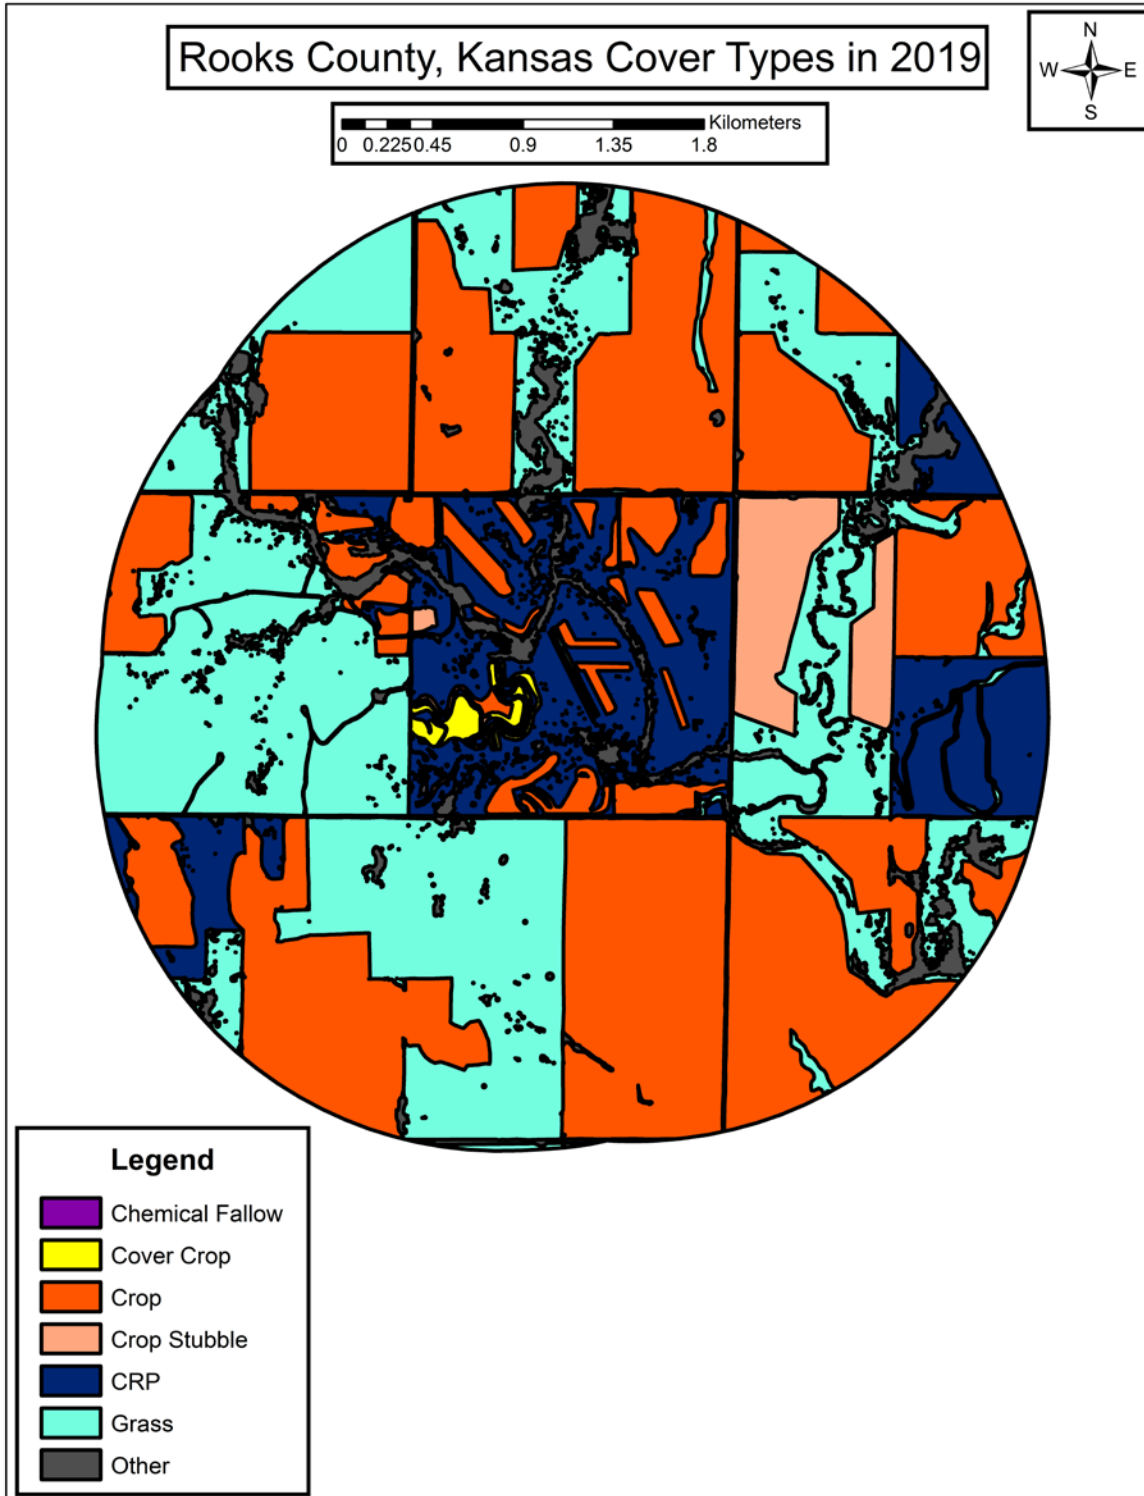 Rooks County, Kansas Cover Types in 2019
N
W E
S
Kilometers
0 0.225 0.45 0.9 1.35 1.8
Legend
Chemical Fallow
Cover Crop
Crop
Crop Stubble
CRP
Grass
Other